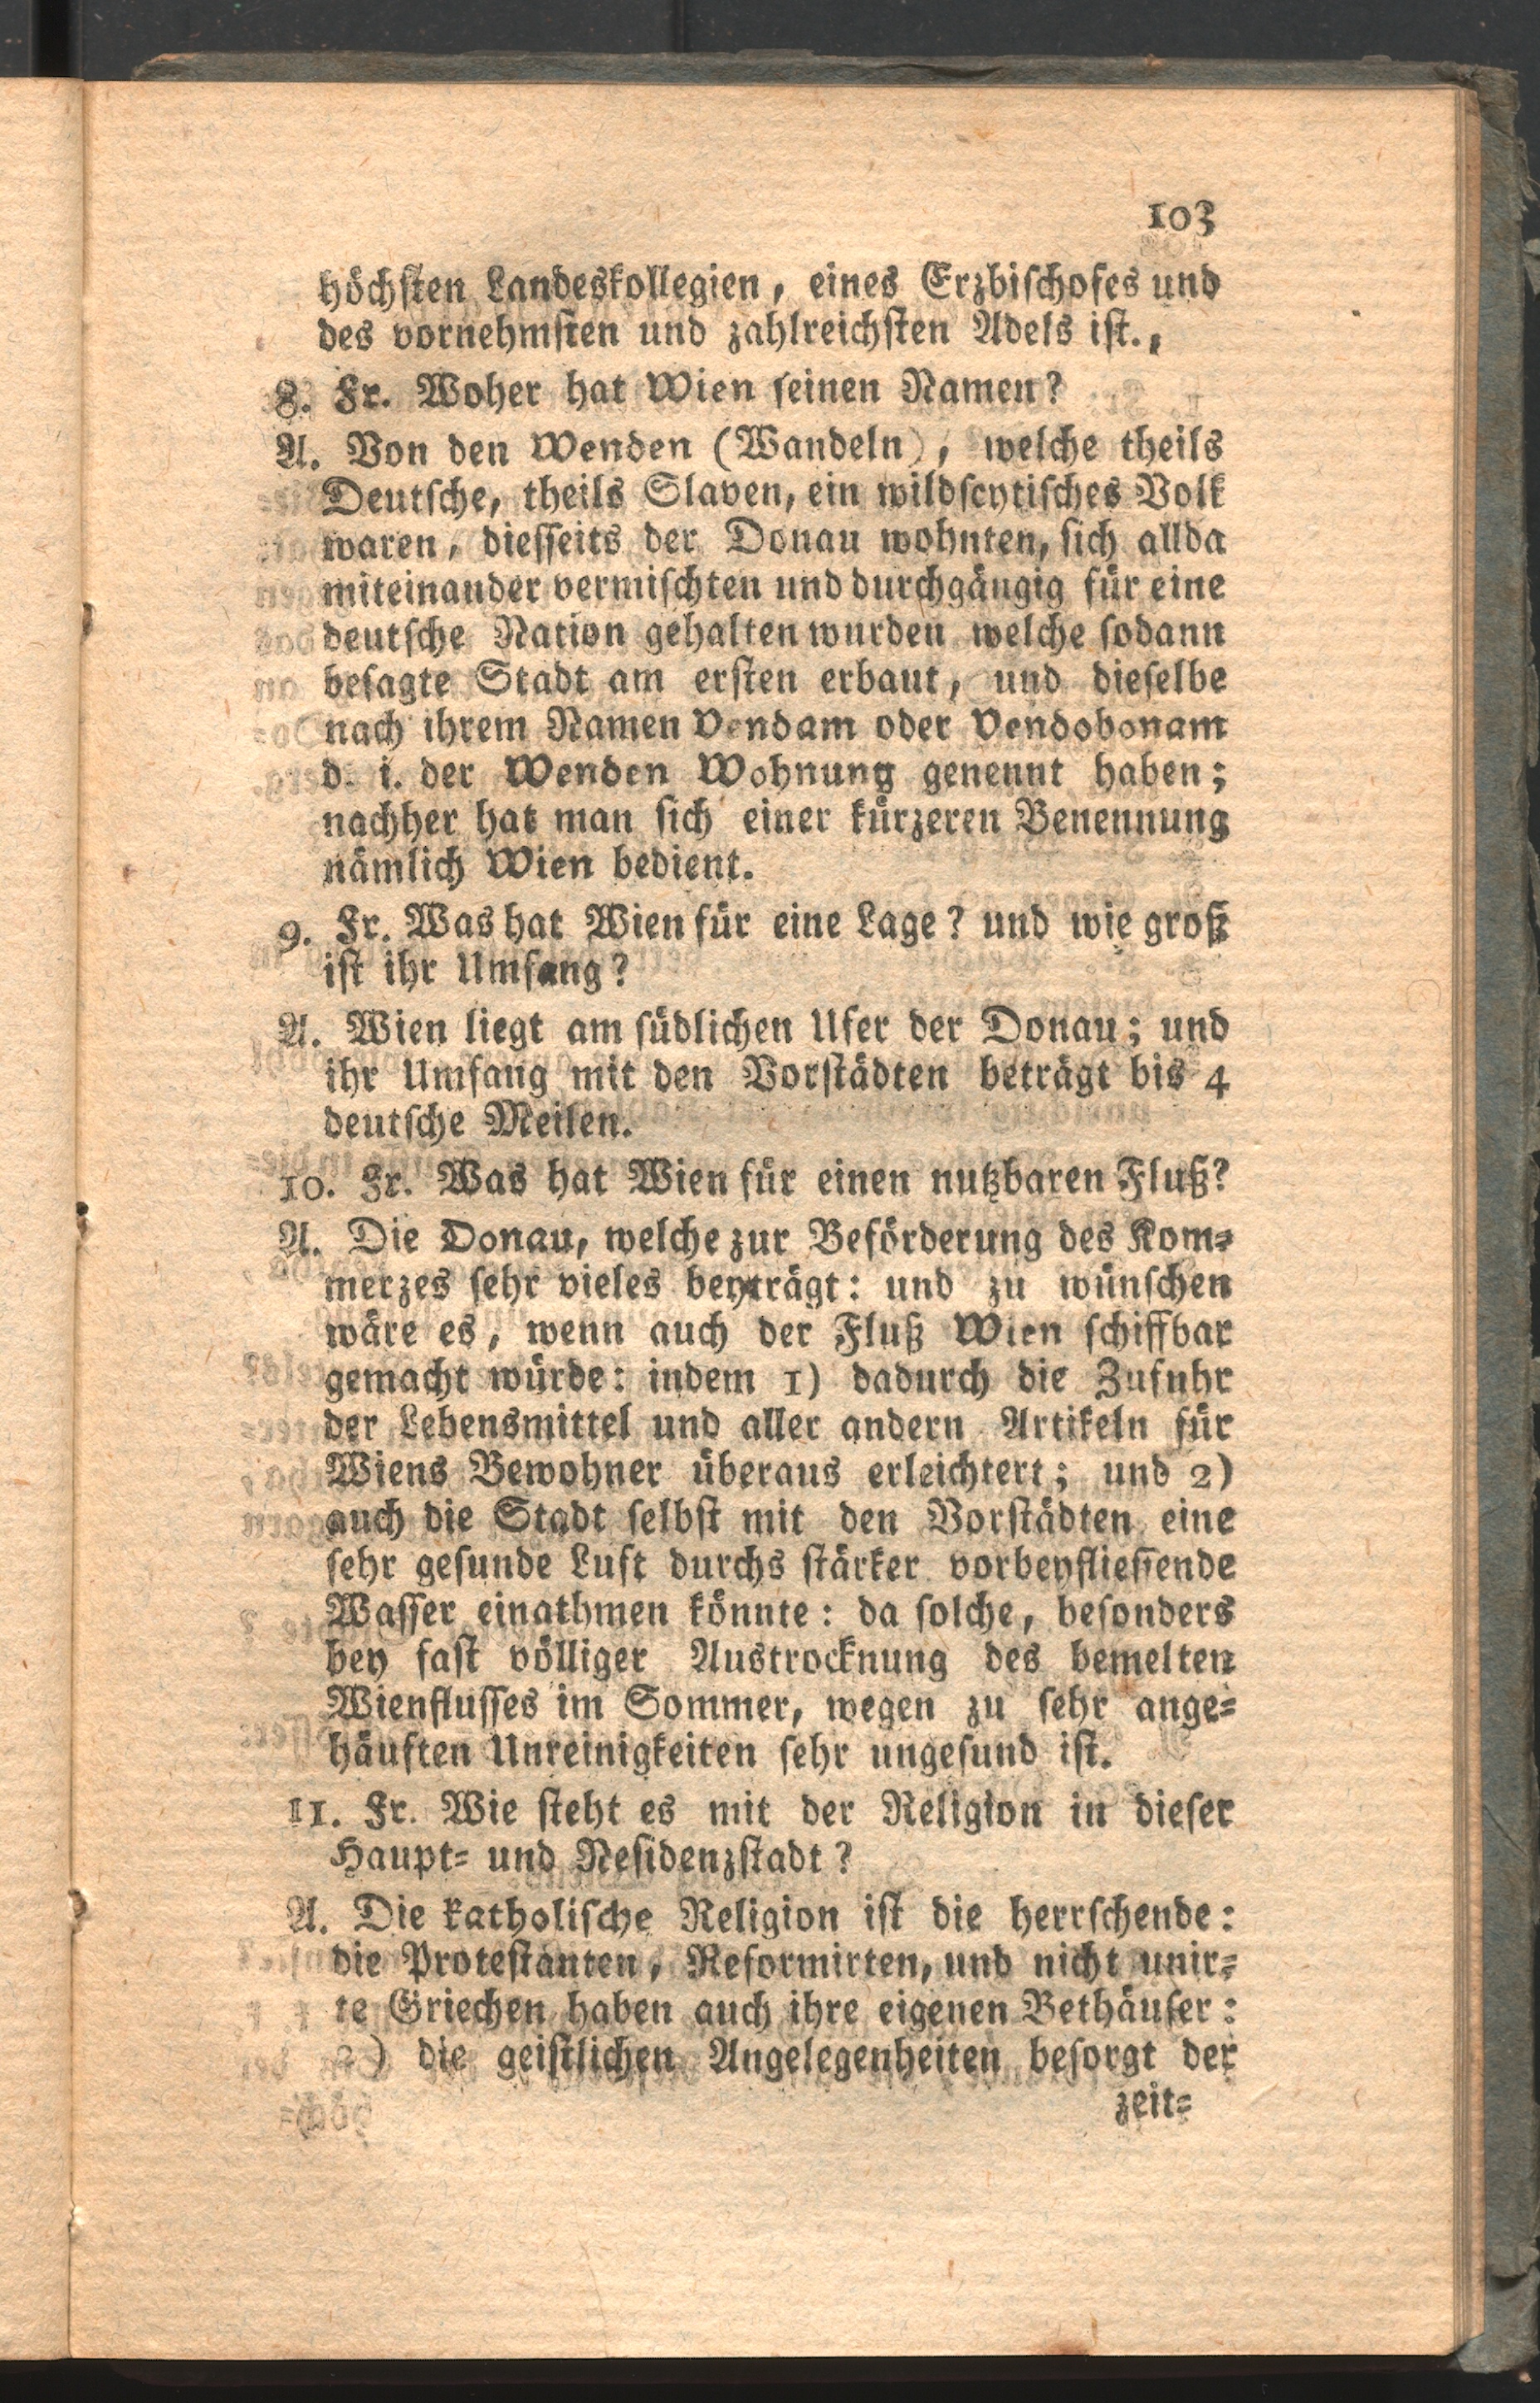 103
höchſten Landeskollegien, eines Erzbiſchofes und
des vornehmſten und zahlreichſten Adels iſt.,
8. Fr. Woher hat Wien ſeinen Namen?
A. Von den Wenden (Wandeln), welche theils
Deutſche, theils Slaven, ein wildſcytiſches Volk
waren, dieſſeits der Donau wohnten, ſich allda
miteinander vermiſchten und durchgängig für eine
deutſche Nation gehalten wurden welche ſodann
beſagte Stadt am erſten erbaut, und dieſelbe
nach ihrem Namen Vendam oder Vendobonam
d. i. der Wenden Wohnung genennt haben;
nachher hat man ſich einer kürzeren Benennung
nämlich Wien bedient.
9. Fr. Was hat Wien für eine Lage? und wie groß
iſt ihr Umfang?
A. Wien liegt am ſüdlichen Ufer der Donau; und
ihr Umfang mit den Vorſtädten beträgt bis 4
deutſche Meilen.
10. Fr. Was hat Wien für einen nutzbaren Fluß?
A. Die Donau, welche zur Beförderung des Kom⸗
merzes ſehr vieles beyträgt: und zu wünſchen
wäre es, wenn auch der Fluß Wien ſchiffbar
gemacht würde: indem 1) dadurch die Zufuhr
der Lebensmittel und aller andern Artikeln für
Wiens Bewohner überaus erleichtert; und 2)
auch die Stadt ſelbſt mit den Vorſtädten eine
ſehr geſunde Luft durchs ſtärker vorbeyflieſſende
Waſſer einathmen könnte: da ſolche, beſonders
bey faſt völliger Austrocknung des bemelten
Wienfluſſes im Sommer, wegen zu ſehr ange⸗
häuften Unreinigkeiten ſehr ungeſund iſt.
11. Fr. Wie ſteht es mit der Religion in dieſer
Haupt⸗ und Reſidenzſtadt?
A. Die katholiſche Religion iſt die herrſchende:
die Proteſtanten, Reformirten, und nicht unir⸗
te Griechen haben auch ihre eigenen Bethäuſer:
2) die geiſtlichen Angelegenheiten beſorgt der
zeit⸗